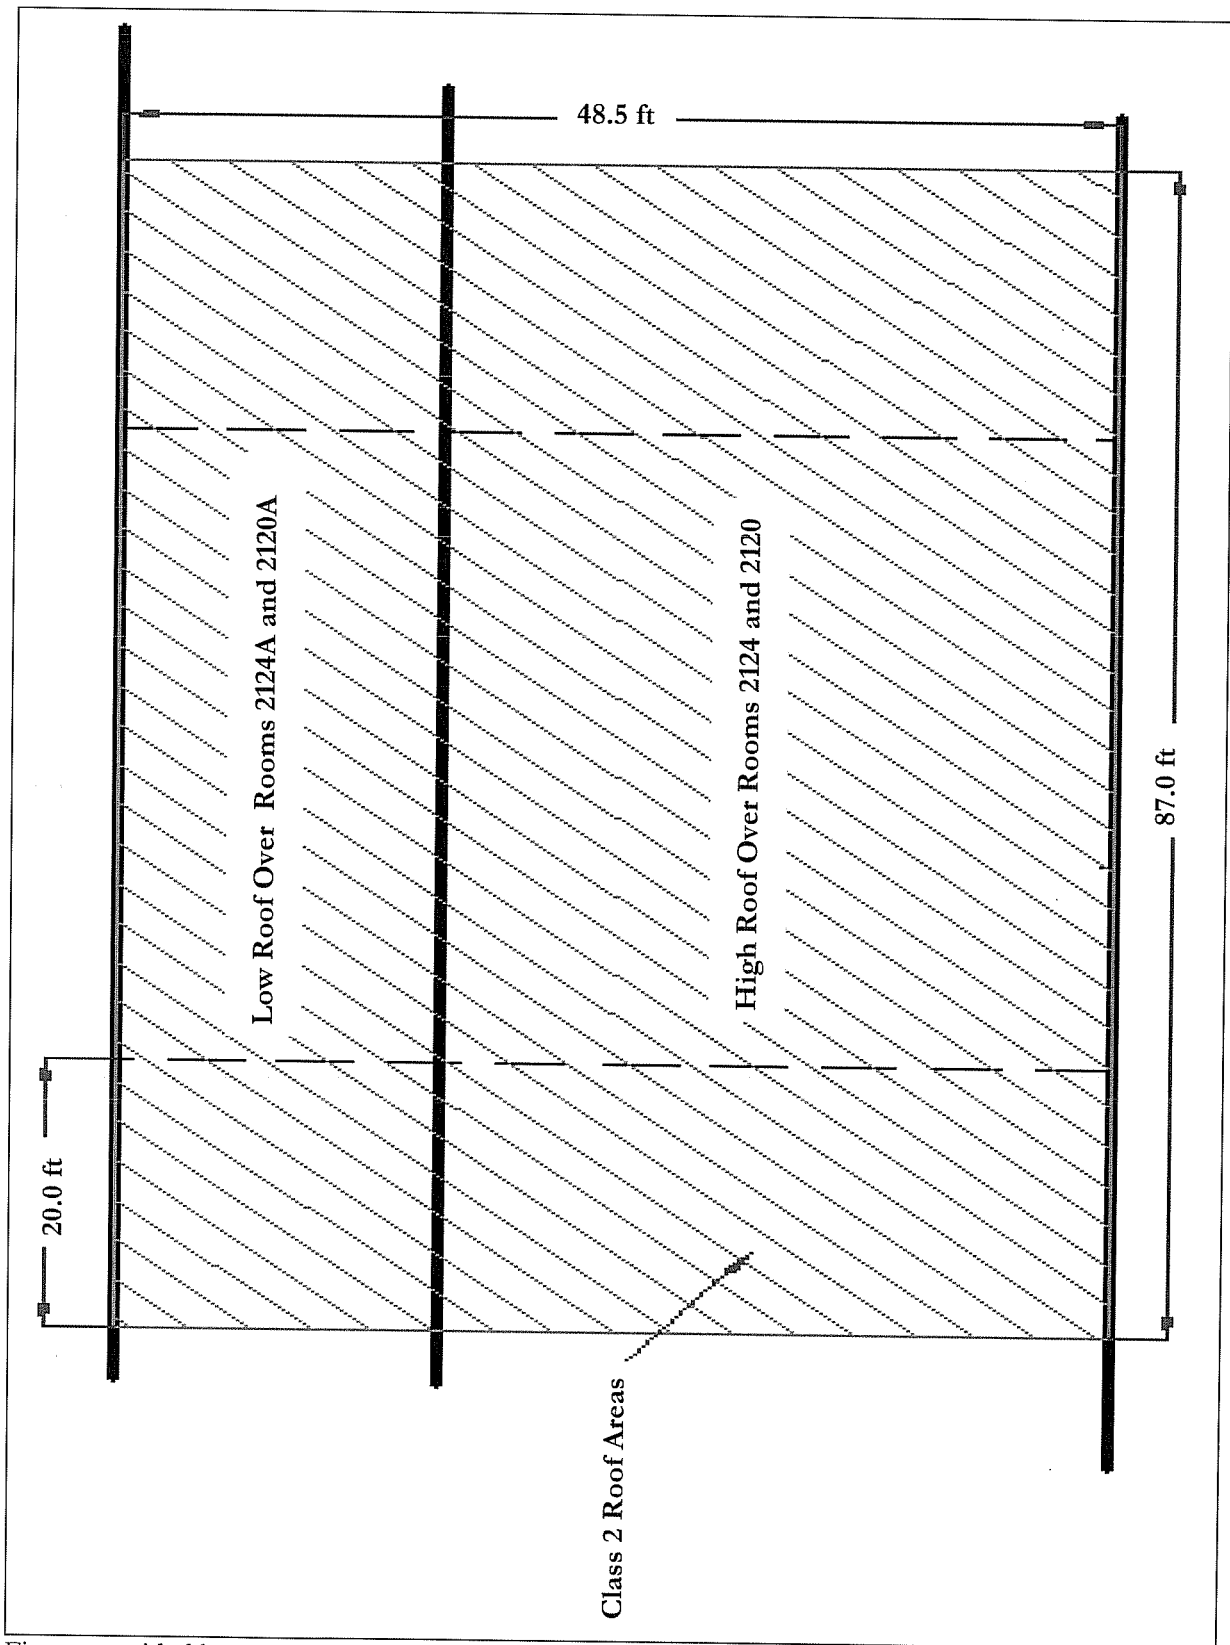 48.5 ft
Low Roof Over Rooms 2124A and 2120A
High Roof Over Rooms 2124 and 2120
87.0 ft
20.0 ft
Class 2 Roof Areas